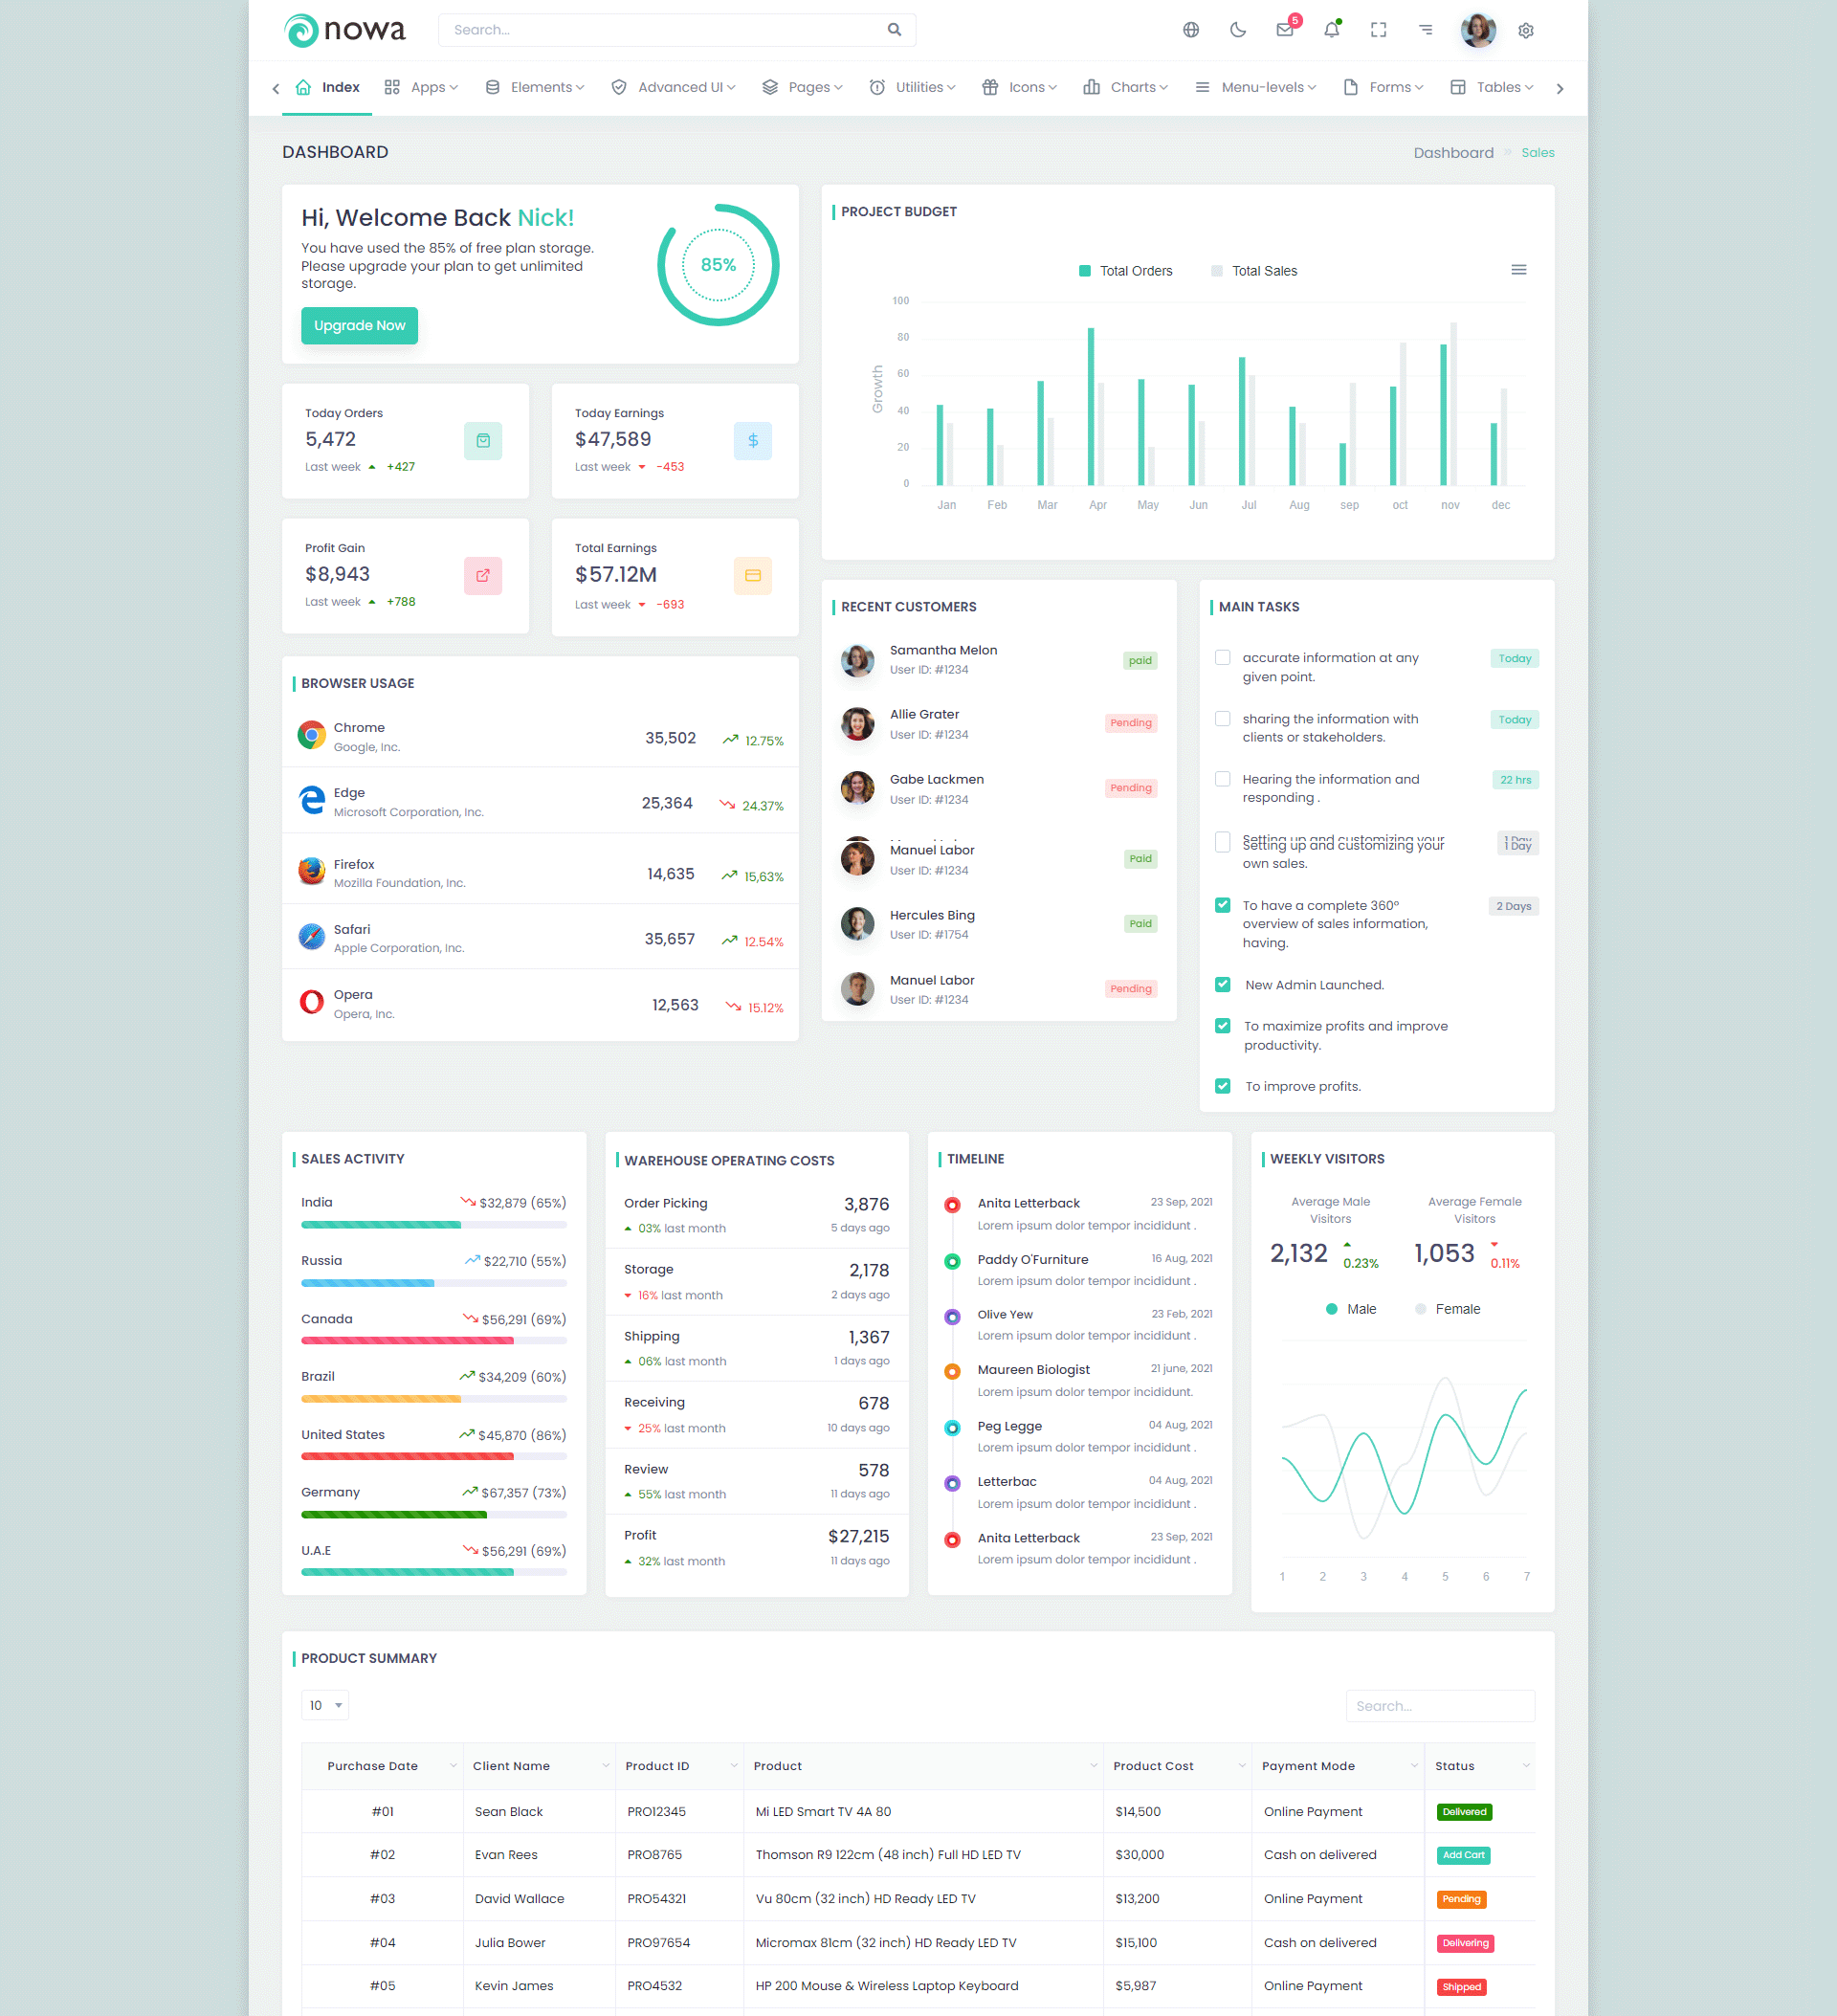 nowa
Search...
5
Index
Apps
Elements
Advanced UI
Pages
Utilities
Icons
Charts
Menu-levels
Forms
Tables
DASHBOARD
Dashboard » Sales
Hi, Welcome Back Nick!
You have used the 85% of free plan storage.
Please upgrade your plan to get unlimited
storage.
Upgrade Now
85%
Today Orders
5,472
Last week +427
Today Earnings
$47,589
Last week -453
Profit Gain
$8,943
Last week +788
Total Earnings
$57.12M
Last week -693
BROWSER USAGE
Chrome
Google, Inc.
35,502 12.75%
Edge
Microsoft Corporation, Inc.
25,364 24.37%
Firefox
Mozilla Foundation, Inc.
14,635 15,63%
Safari
Apple Corporation, Inc.
35,657 12.54%
Opera
Opera, Inc.
12,563 15.12%
PROJECT BUDGET
Total Orders Total Sales
Growth
100
80
60
40
20
0
Jan Feb Mar Apr May Jun Jul Aug sep oct nov dec
RECENT CUSTOMERS
Samantha Melon
User ID: #1234
paid
Allie Grater
User ID: #1234
Pending
Gabe Lackmen
User ID: #1234
Pending
Manuel Labor
User ID: #1234
Paid
Hercules Bing
User ID: #1754
Paid
Manuel Labor
User ID: #1234
Pending
MAIN TASKS
accurate information at any
given point.
Today
sharing the information with
clients or stakeholders.
Today
Hearing the information and
responding .
22 hrs
Setting up and customizing your
own sales.
1 Day
To have a complete 360°
overview of sales information,
having.
2 Days
New Admin Launched.
To maximize profits and improve
productivity.
To improve profits.
SALES ACTIVITY
India $32,879 (65%)
Russia $22,710 (55%)
Canada $56,291 (69%)
Brazil $34,209 (60%)
United States $45,870 (86%)
Germany $67,357 (73%)
U.A.E $56,291 (69%)
WAREHOUSE OPERATING COSTS
Order Picking 3,876
03% last month 5 days ago
Storage 2,178
16% last month 2 days ago
Shipping 1,367
06% last month 1 days ago
Receiving 678
25% last month 10 days ago
Review 578
55% last month 11 days ago
Profit $27,215
32% last month 11 days ago
TIMELINE
Anita Letterback 23 Sep, 2021
Lorem ipsum dolor tempor incididunt .
Paddy O'Furniture 16 Aug, 2021
Lorem ipsum dolor tempor incididunt .
Olive Yew 23 Feb, 2021
Lorem ipsum dolor tempor incididunt .
Maureen Biologist 21 june, 2021
Lorem ipsum dolor tempor incididunt.
Peg Legge 04 Aug, 2021
Lorem ipsum dolor tempor incididunt .
Letterbac 04 Aug, 2021
Lorem ipsum dolor tempor incididunt .
Anita Letterback 23 Sep, 2021
Lorem ipsum dolor tempor incididunt .
WEEKLY VISITORS
Average Male
Visitors
2,132 0.23%
Average Female
Visitors
1,053 0.11%
Male Female
1 2 3 4 5 6 7
PRODUCT SUMMARY
10
Search...
Purchase Date Client Name Product ID Product Product Cost Payment Mode Status
#01 Sean Black PRO12345 Mi LED Smart TV 4A 80 $14,500 Online Payment Delivered
#02 Evan Rees PRO8765 Thomson R9 122cm (48 inch) Full HD LED TV $30,000 Cash on delivered Add Cart
#03 David Wallace PRO54321 Vu 80cm (32 inch) HD Ready LED TV $13,200 Online Payment Pending
#04 Julia Bower PRO97654 Micromax 81cm (32 inch) HD Ready LED TV $15,100 Cash on delivered Delivering
#05 Kevin James PRO4532 HP 200 Mouse & Wireless Laptop Keyboard $5,987 Online Payment Shipped